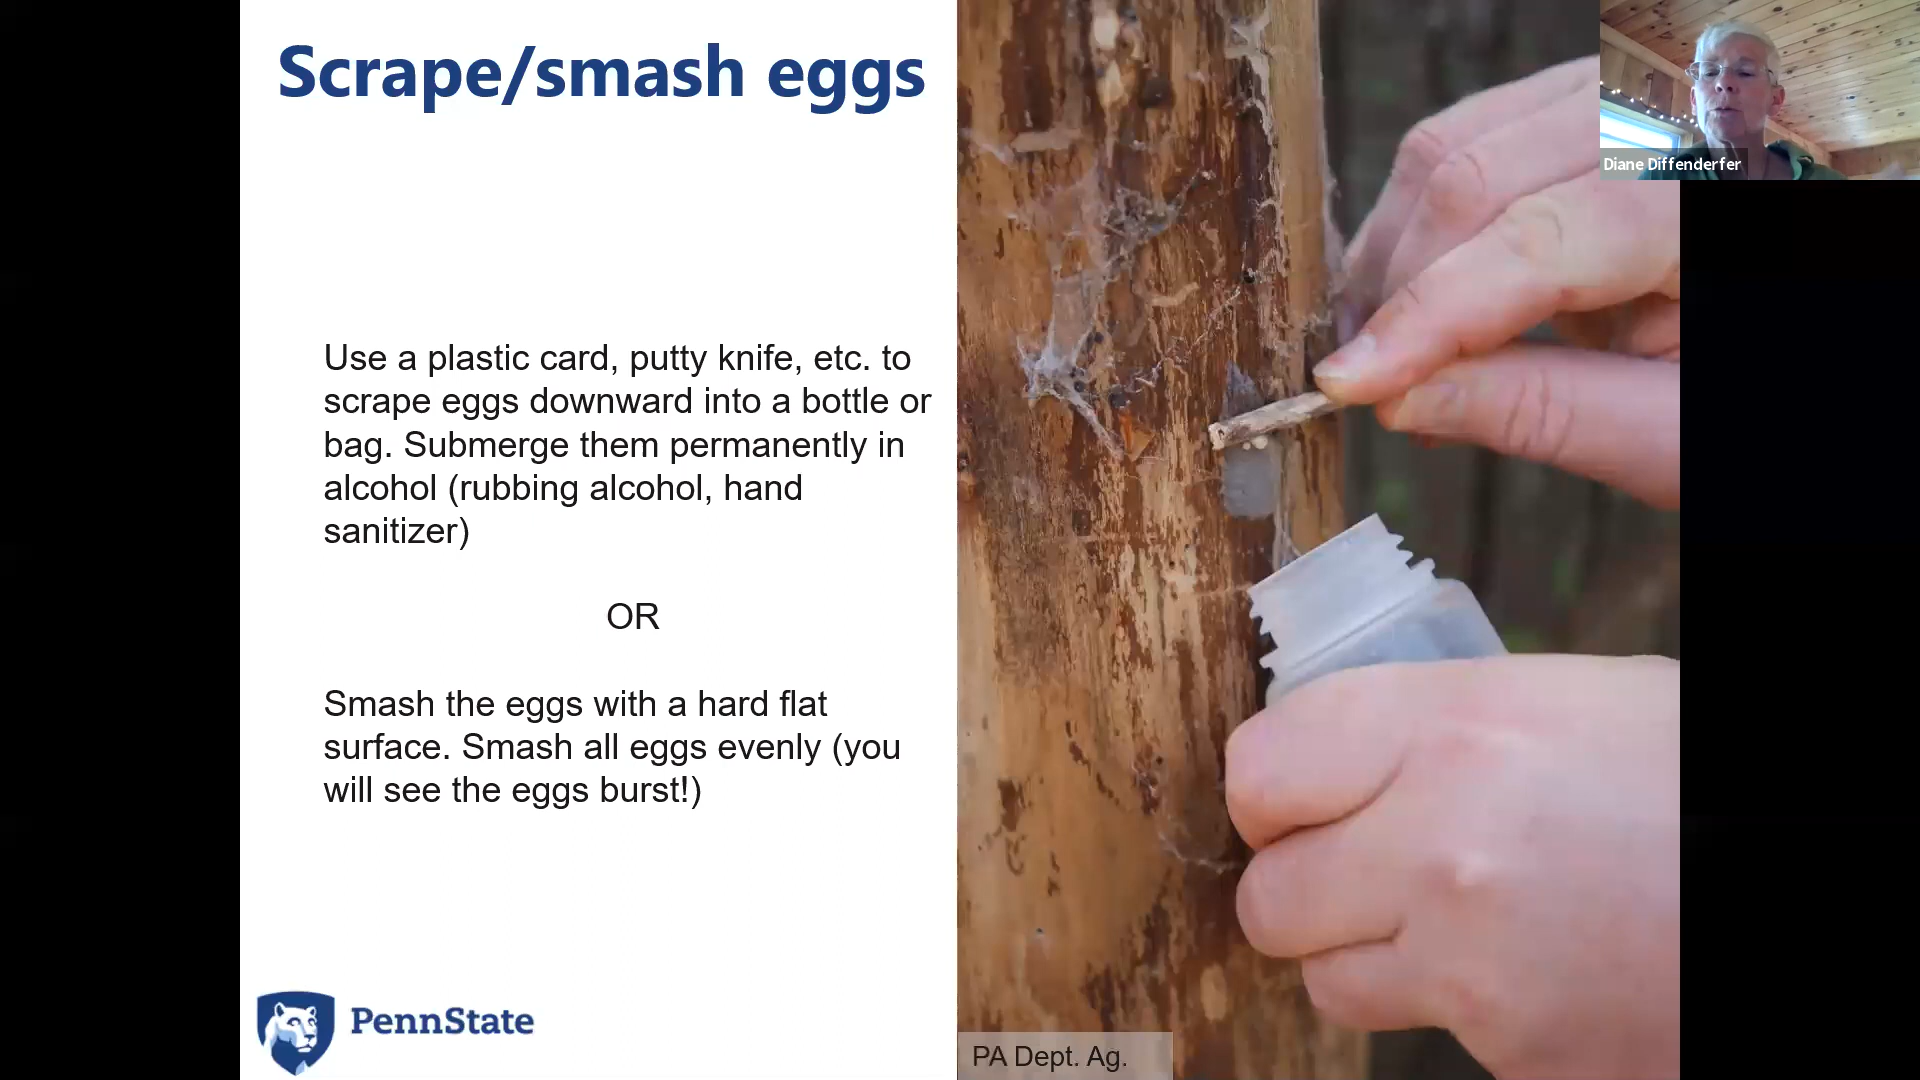 Scrape/smash eggs
Use a plastic card, putty knife, etc. to
scrape eggs downward into a bottle or
bag. Submerge them permanently in
alcohol (rubbing alcohol, hand
sanitizer)
OR
Smash the eggs with a hard flat
surface. Smash all eggs evenly (you
will see the eggs burst!)
PennState
PA Dept. Ag.
Diane Diffenderfer